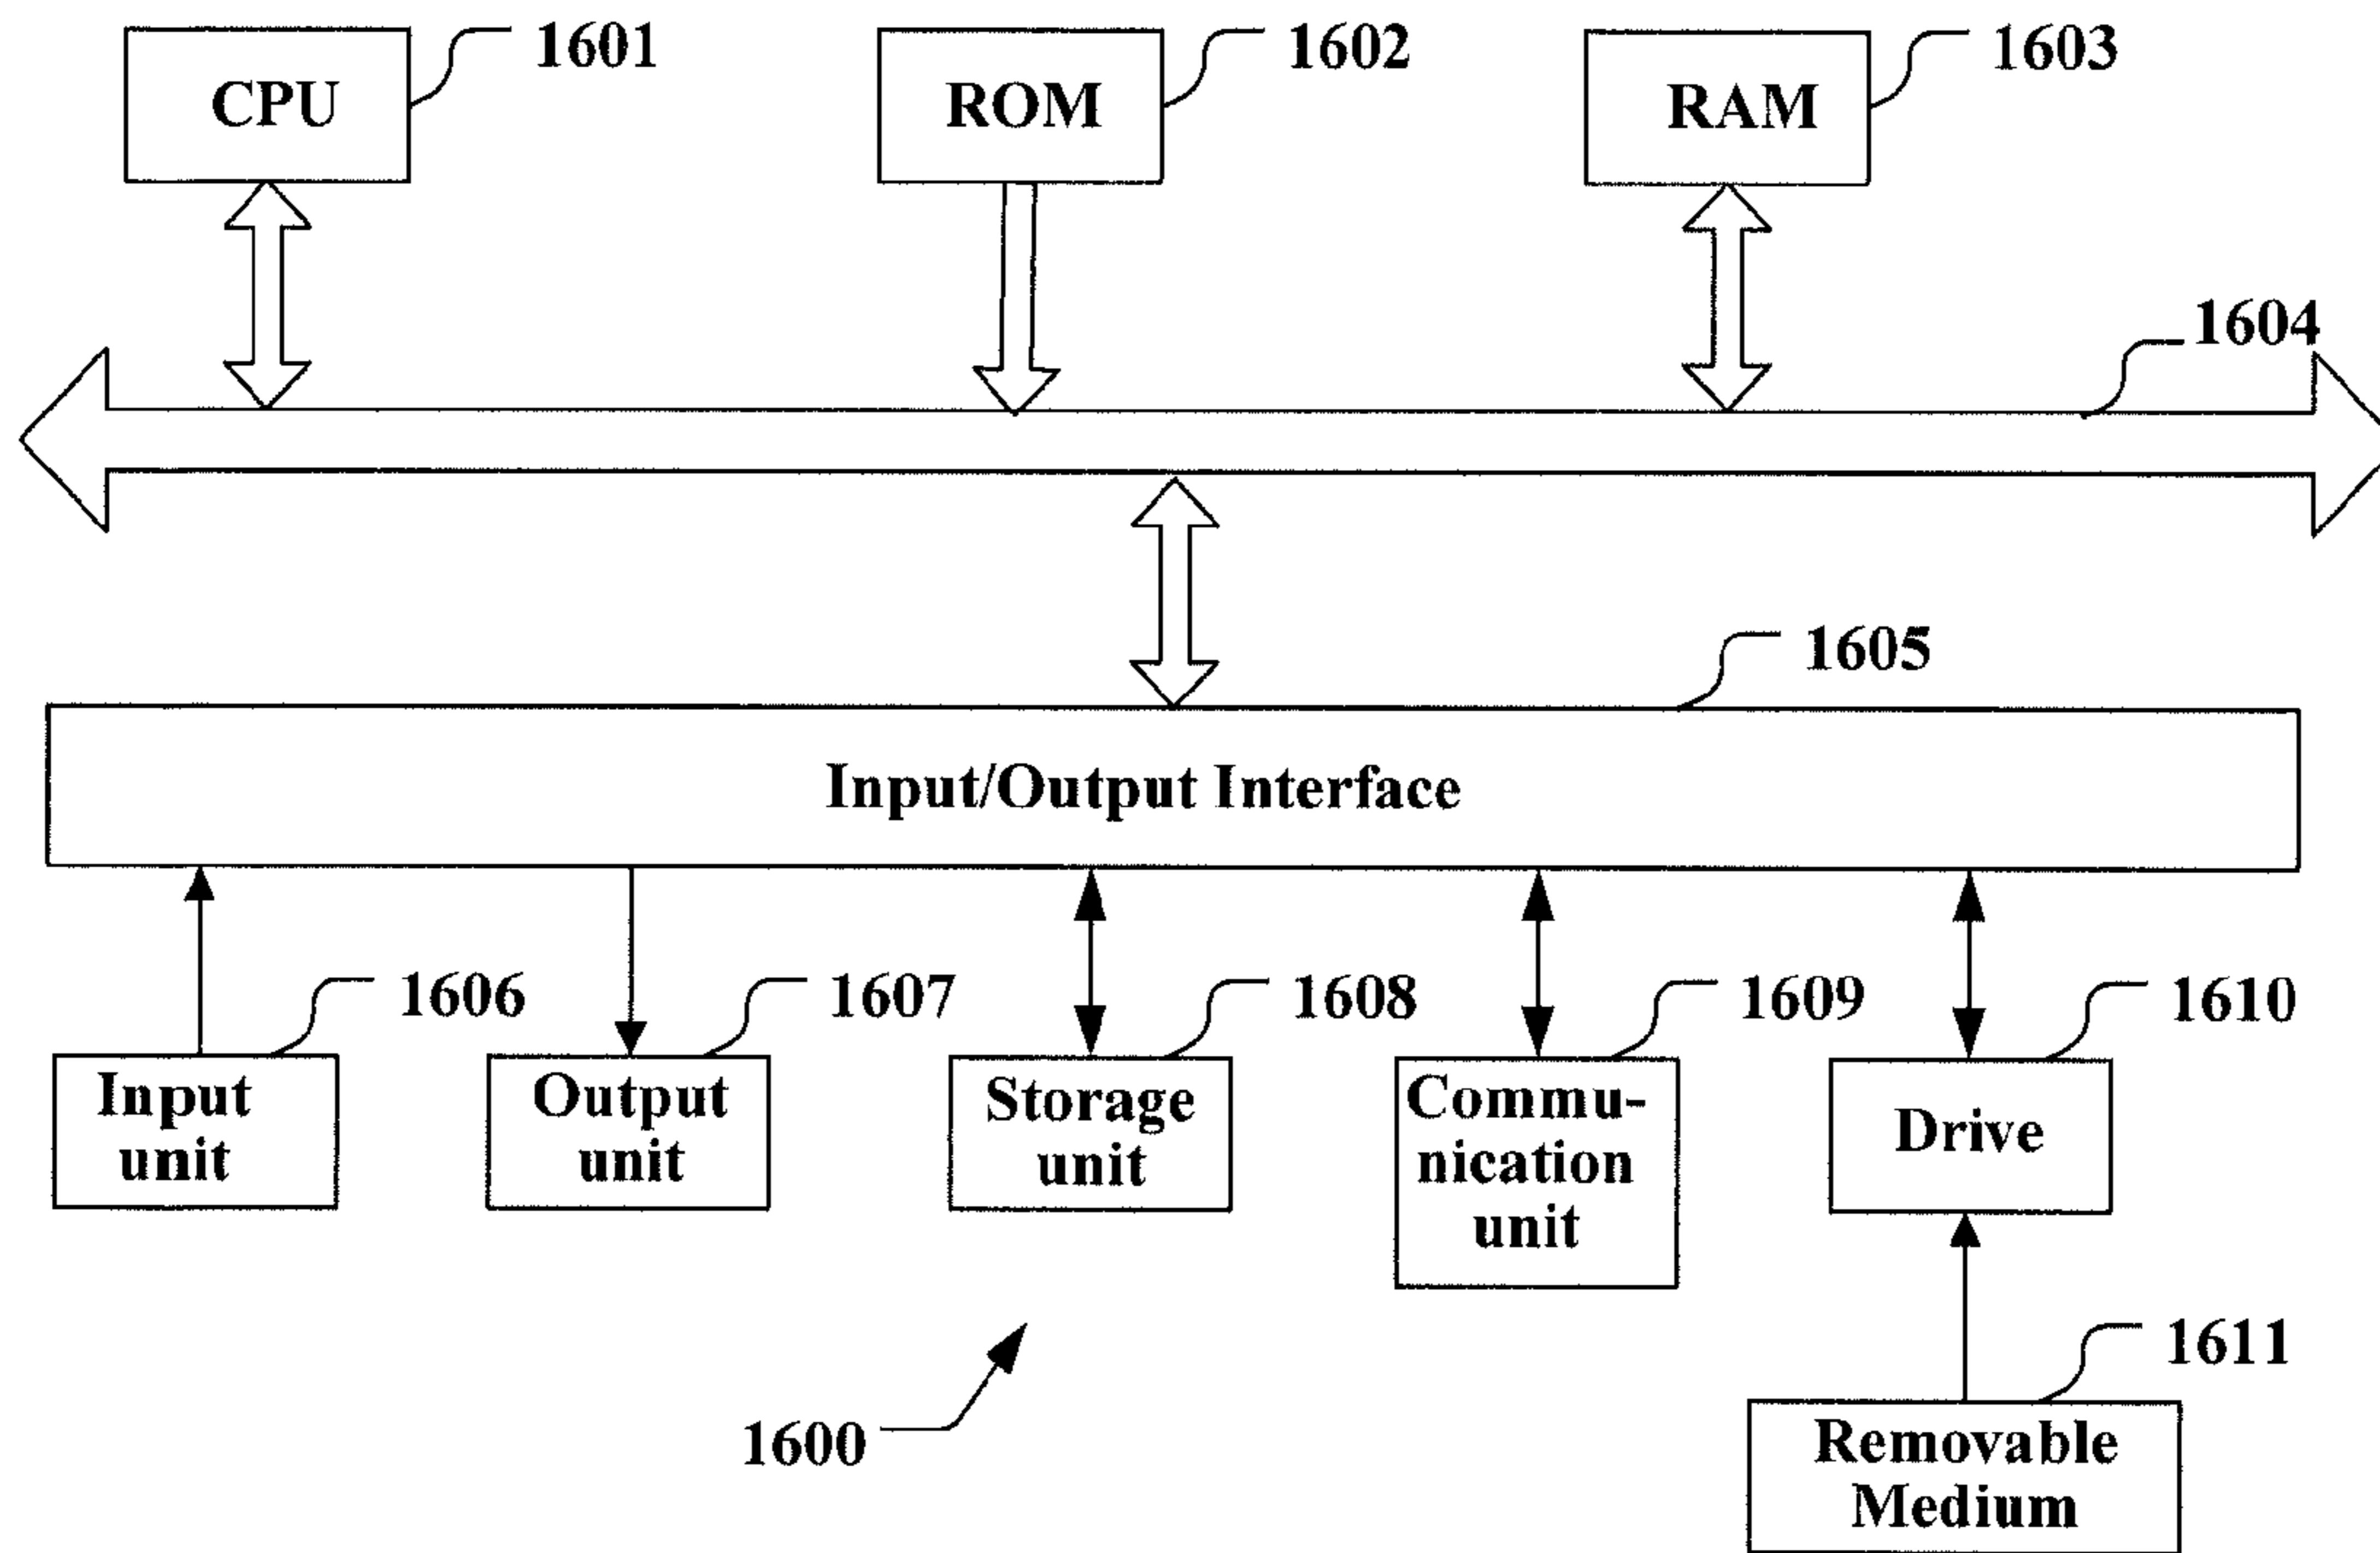 CPU
1601
ROM
1602
RAM
1603
1604
1605
Input/Output Interface
1606
1607
1608
1609
1610
Input
unit
Output
unit
Storage
unit
Commu-
nication
unit
Drive
1600
1611
Removable
Medium